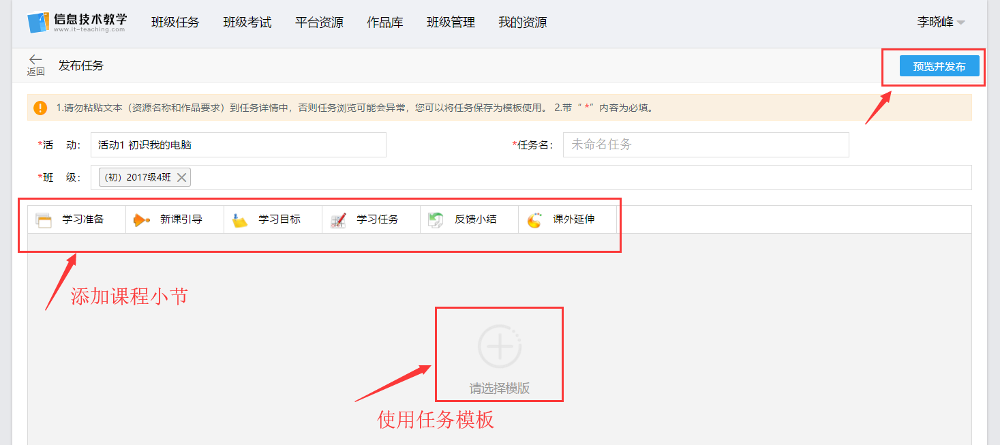 信息技术教学 班级任务 班级考试 平台资源 作品库 班级管理 我的资源 李晓峰
www.it-teaching.com
返回 发布任务 预览并发布
1.请勿粘贴文本（资源名称和作品要求）到任务详情中，否则任务浏览可能会异常，您可以将任务保存为模板使用。 2.带“ *”内容为必填。
*活 动： 活动1 初识我的电脑 *任务名： 未命名任务
*班 级： （初）2017级4班
学习准备 新课引导 学习目标 学习任务 反馈小结 课外延伸
添加课程小节
请选择模版
使用任务模板